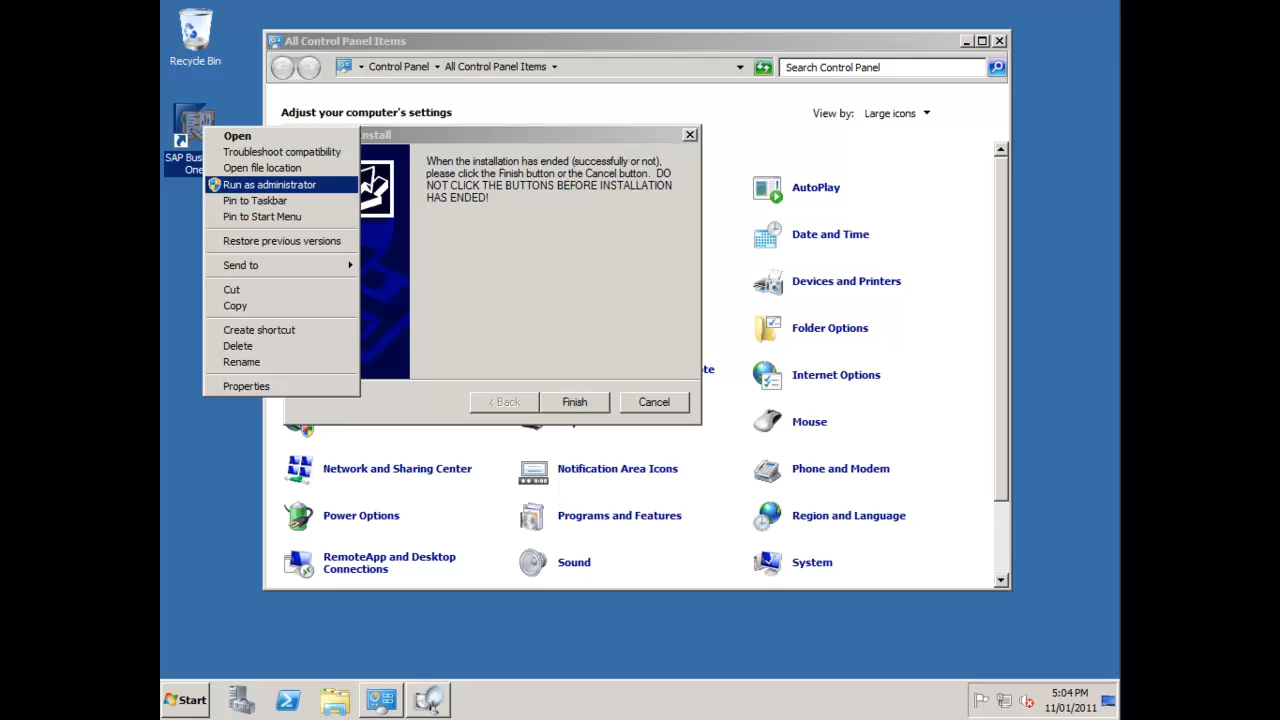 Recycle Bin
SAP Bus
One
Open
Troubleshoot compatibility
Open file location
Run as administrator
Pin to Taskbar
Pin to Start Menu
Restore previous versions
Send to
Cut
Copy
Create shortcut
Delete
Rename
Properties
All Control Panel Items
Control Panel
All Control Panel Items
Search Control Panel
Adjust your computer's settings
View by: Large icons
nstall
When the installation has ended (successfully or not),
please click the Finish button or the Cancel button. DO
NOT CLICK THE BUTTONS BEFORE INSTALLATION
HAS ENDED!
< Back
Finish
Cancel
AutoPlay
Date and Time
Devices and Printers
Folder Options
Internet Options
Mouse
Network and Sharing Center
Notification Area Icons
Phone and Modem
Power Options
Programs and Features
Region and Language
RemoteApp and Desktop
Connections
Sound
System
Start
5:04 PM
11/01/2011